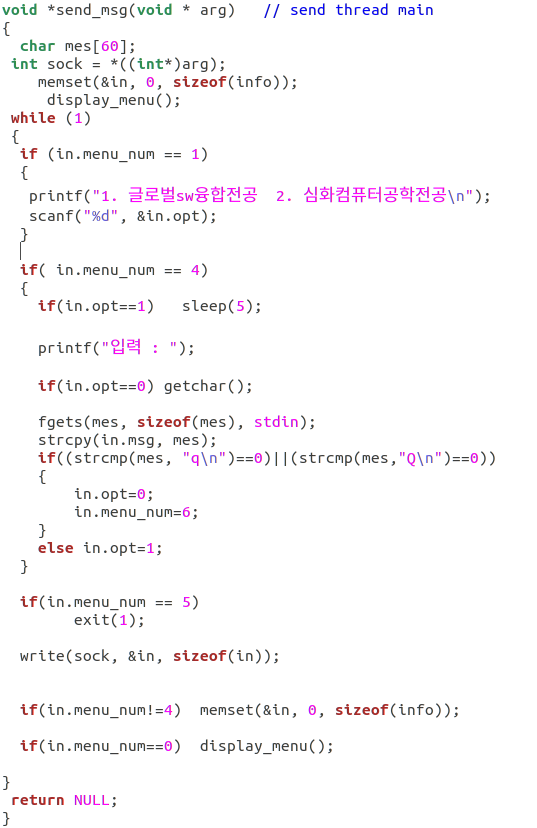 void *send_msg(void * arg)   // send thread main
{
  char mes[60];
 int sock = *((int*)arg);
    memset(&in, 0, sizeof(info));
     display_menu();
 while (1)
 {
  if (in.menu_num == 1)
  {
   printf("1. 글로벌sw융합전공  2. 심화컴퓨터공학전공\n");
   scanf("%d", &in.opt);
  }

  if( in.menu_num == 4)
  {
    if(in.opt==1)   sleep(5);

    printf("입력 : ");

    if(in.opt==0) getchar();

    fgets(mes, sizeof(mes), stdin);
    strcpy(in.msg, mes);
    if((strcmp(mes, "q\n")==0)||(strcmp(mes,"Q\n")==0))
    {
        in.opt=0;
        in.menu_num=6;
    }
    else in.opt=1;
  }

  if(in.menu_num == 5)
        exit(1);

  write(sock, &in, sizeof(in));


  if(in.menu_num!=4)  memset(&in, 0, sizeof(info));

  if(in.menu_num==0)  display_menu();

}
 return NULL;
}